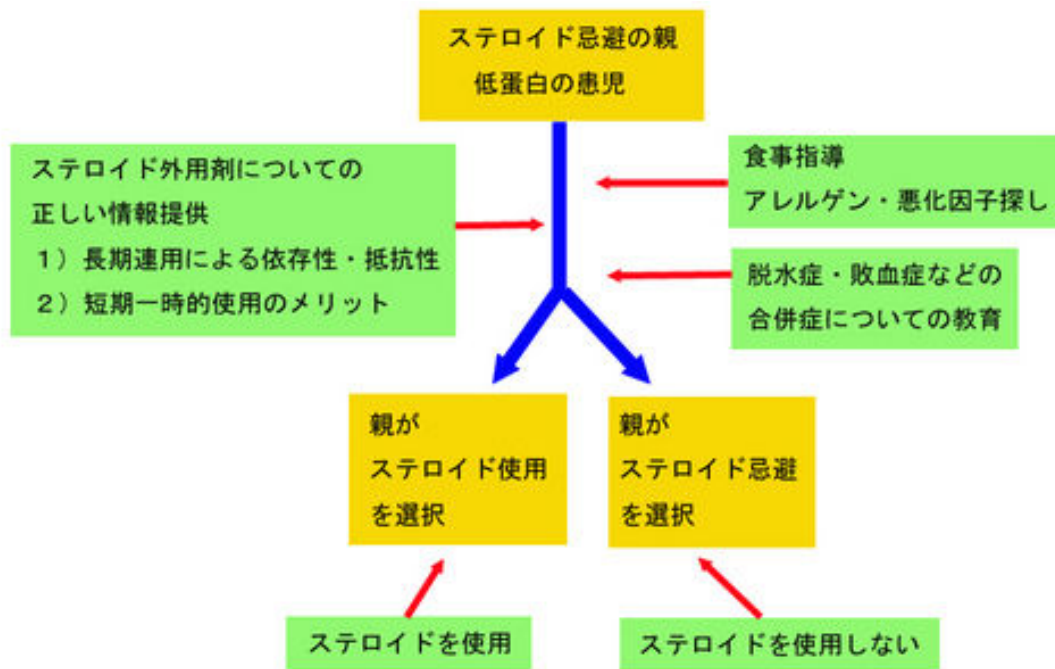 ステロイド忌避の親
低蛋白の患児
ステロイド外用剤についての
正しい情報提供
１）長期連用による依存性・抵抗性
２）短期一時的使用のメリット
食事指導
アレルゲン・悪化因子探し
脱水症・敗血症などの
合併症についての教育
親が
ステロイド使用
を選択
親が
ステロイド忌避
を選択
ステロイドを使用
ステロイドを使用しない